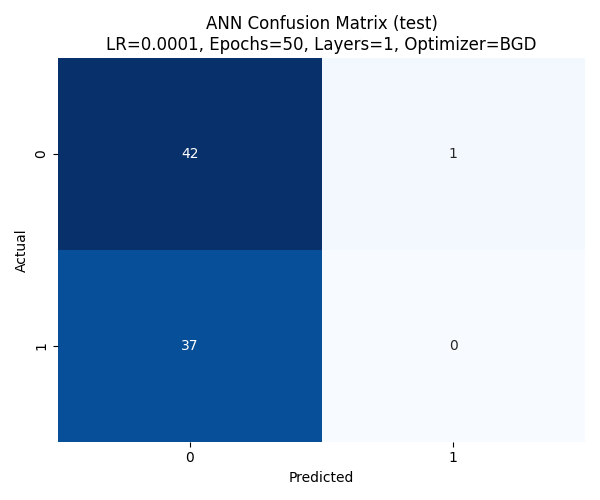 ANN Confusion Matrix (test)
LR=0.0001, Epochs=50, Layers=1, Optimizer=BGD
Actual
0
42
1
1
37
0
0
1
Predicted